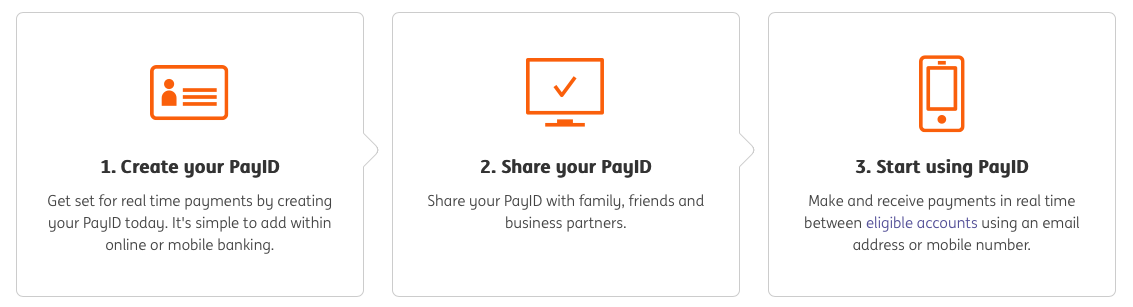 1. Create your PayID
Get set for real time payments by creating
your PayID today. It's simple to add within
online or mobile banking.
2. Share your PayID
Share your PayID with family, friends and
business partners.
3. Start using PayID
Make and receive payments in real time
between eligible accounts using an email
address or mobile number.